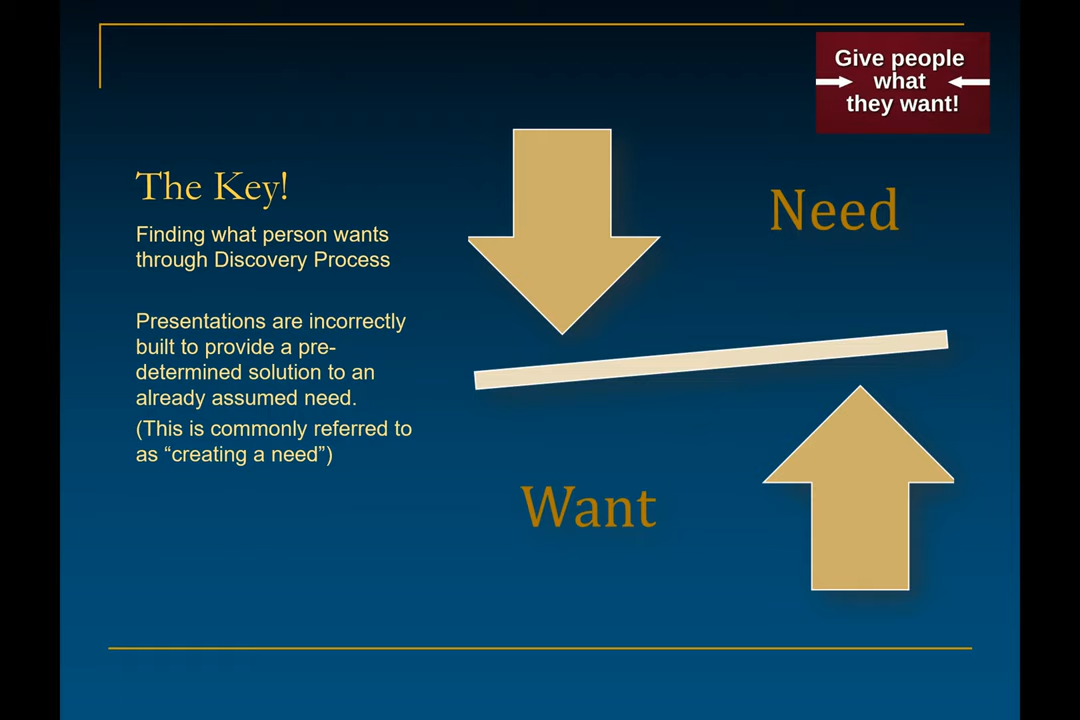 Give people
what
they want!
The Key!
Finding what person wants
through Discovery Process
Presentations are incorrectly
built to provide a pre-
determined solution to an
already assumed need.
(This is commonly referred to
as “creating a need”)
Need
Want